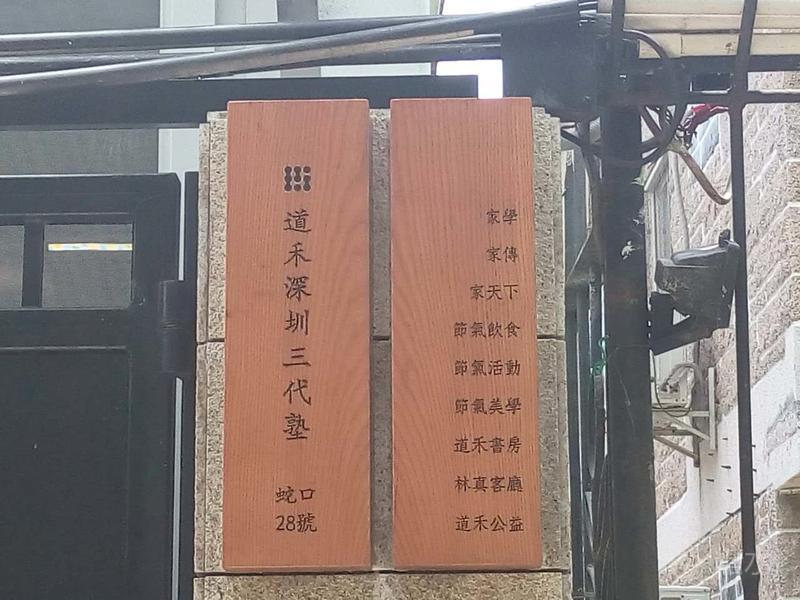 道禾深圳三代塾
蛇口
28號
家學
家傳
家天下
節氣飲食
節氣活動
節氣美學
道禾書房
林真客廳
道禾公益